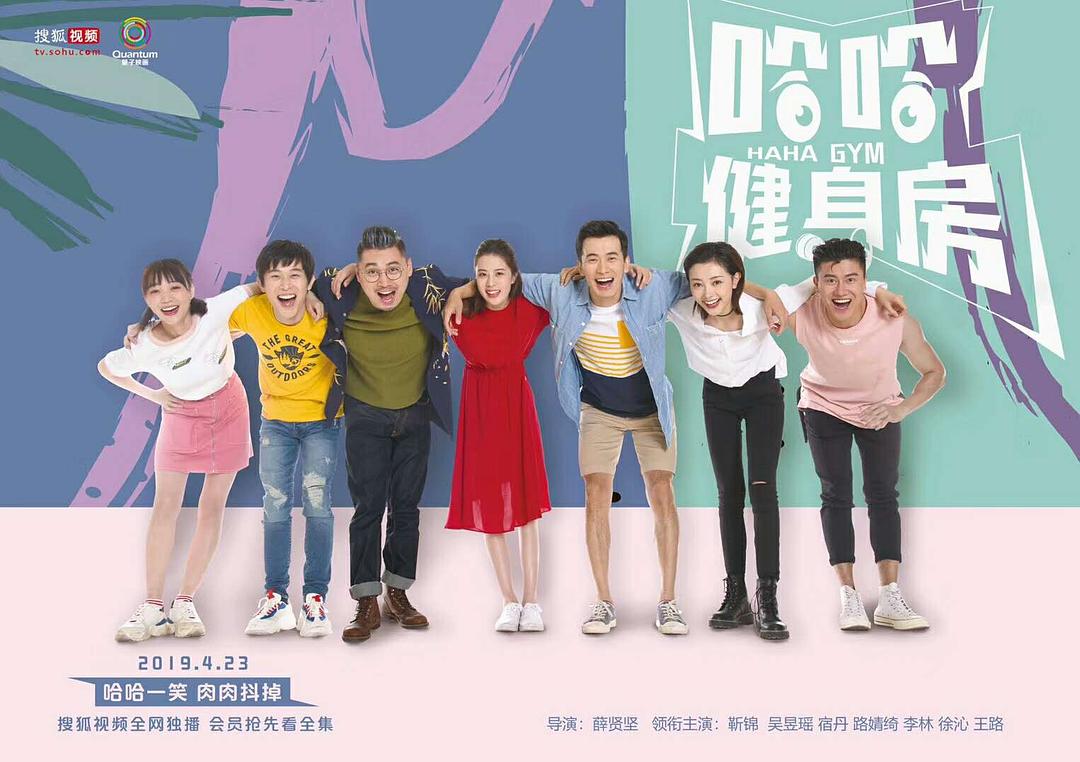 搜狐视频
tv.sohu.com
Quantum
量子映画
哈哈
HAHA GYM
健身房
THE GREAT
OUTDOORS
2019.4.23
哈哈一笑 肉肉抖掉
搜狐视频全网独播 会员抢先看全集
导演：薛贤坚 领衔主演：靳锦 吴昱瑶 宿丹 路婧绮 李林 徐沁 王路